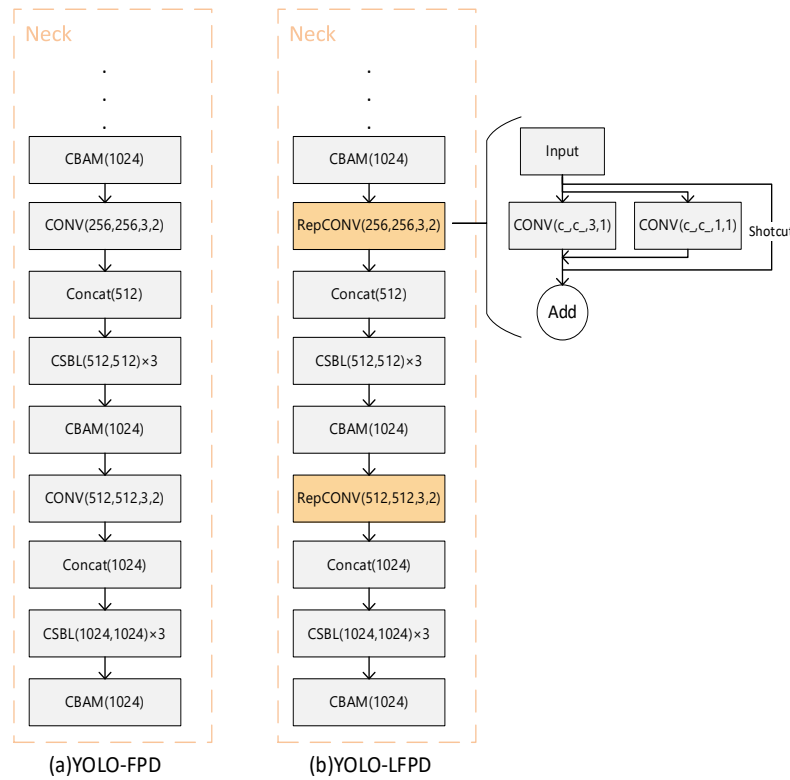 Neck
.
.
.
CBAM(1024)
CONV(256,256,3,2)
Concat(512)
CSBL(512,512)×3
CBAM(1024)
CONV(512,512,3,2)
Concat(1024)
CSBL(1024,1024)×3
CBAM(1024)
(a)YOLO-FPD
Neck
.
.
.
CBAM(1024)
RepCONV(256,256,3,2)
Concat(512)
CSBL(512,512)×3
CBAM(1024)
RepCONV(512,512,3,2)
Concat(1024)
CSBL(1024,1024)×3
CBAM(1024)
(b)YOLO-LFPD
Input
CONV(c_,c_,3,1)
CONV(c_,c_,1,1)
Shotcut
Add